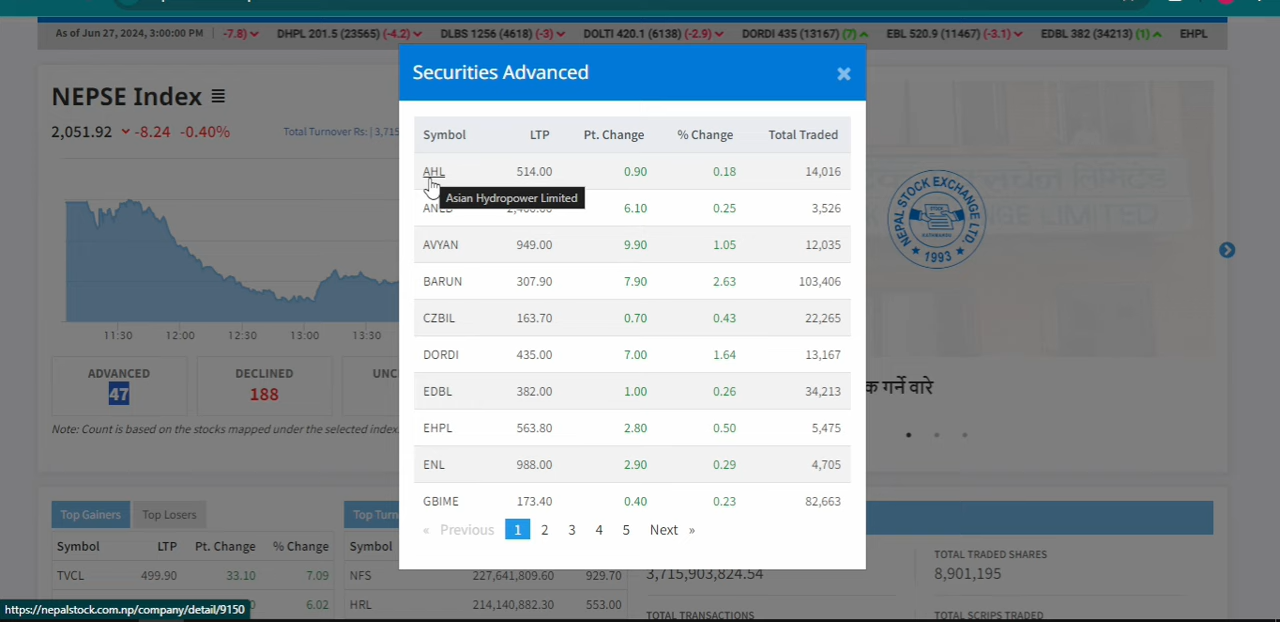 As of Jun 27, 2024, 3:00:00 PM | -7.8) DHPL 201.5 (23565) (-4.2) DLBS 1256 (4618) (-3) DOLTI 420.1 (6138) (-2.9) DORDI 435 (13167) (7) EBL 520.9 (11467) (-3.1) EDBL 382 (34213) (1) EHPL
Securities Advanced ×
NEPSE Index
2,051.92 -8.24 -0.40% Total Turnover Rs: | 3,715
Symbol LTP Pt. Change % Change Total Traded
AHL 514.00 0.90 0.18 14,016
Asian Hydropower Limited
6.10 0.25 3,526
AVYAN 949.00 9.90 1.05 12,035
BARUN 307.90 7.90 2.63 103,406
CZBIL 163.70 0.70 0.43 22,265
DORDI 435.00 7.00 1.64 13,167
EDBL 382.00 1.00 0.26 34,213
EHPL 563.80 2.80 0.50 5,475
ENL 988.00 2.90 0.29 4,705
GBIME 173.40 0.40 0.23 82,663
« Previous 1 2 3 4 5 Next »
11:30 12:00 12:30 13:00 13:30
ADVANCED DECLINED UNC
47 188
Note: Count is based on the stocks mapped under the selected index.
NEPAL STOCK EXCHANGE LTD.
1993
गर्ने वारे
Top Gainers Top Losers Top Turn
Symbol LTP Pt. Change % Change Symbol
TVCL 499.90 33.10 7.09 NFS 227,641,809.60 929.70
6.02 HRL 214,140,882.30 553.00
3,715,903,824.54
TOTAL TRADED SHARES
8,901,195
TOTAL TRANSACTIONS TOTAL SCRIPS TRADED
https://nepalstock.com.np/company/detail/9150